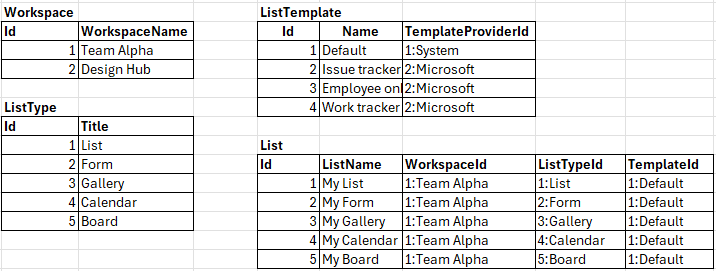 Workspace
Id WorkspaceName
1 Team Alpha
2 Design Hub
ListType
Id Title
1 List
2 Form
3 Gallery
4 Calendar
5 Board
ListTemplate
Id Name TemplateProviderId
1 Default 1:System
2 Issue tracker 2:Microsoft
3 Employee onl 2:Microsoft
4 Work tracker 2:Microsoft
List
Id ListName WorkspaceId ListTypeId TemplateId
1 My List 1:Team Alpha 1:List 1:Default
2 My Form 1:Team Alpha 2:Form 1:Default
3 My Gallery 1:Team Alpha 3:Gallery 1:Default
4 My Calendar 1:Team Alpha 4:Calendar 1:Default
5 My Board 1:Team Alpha 5:Board 1:Default